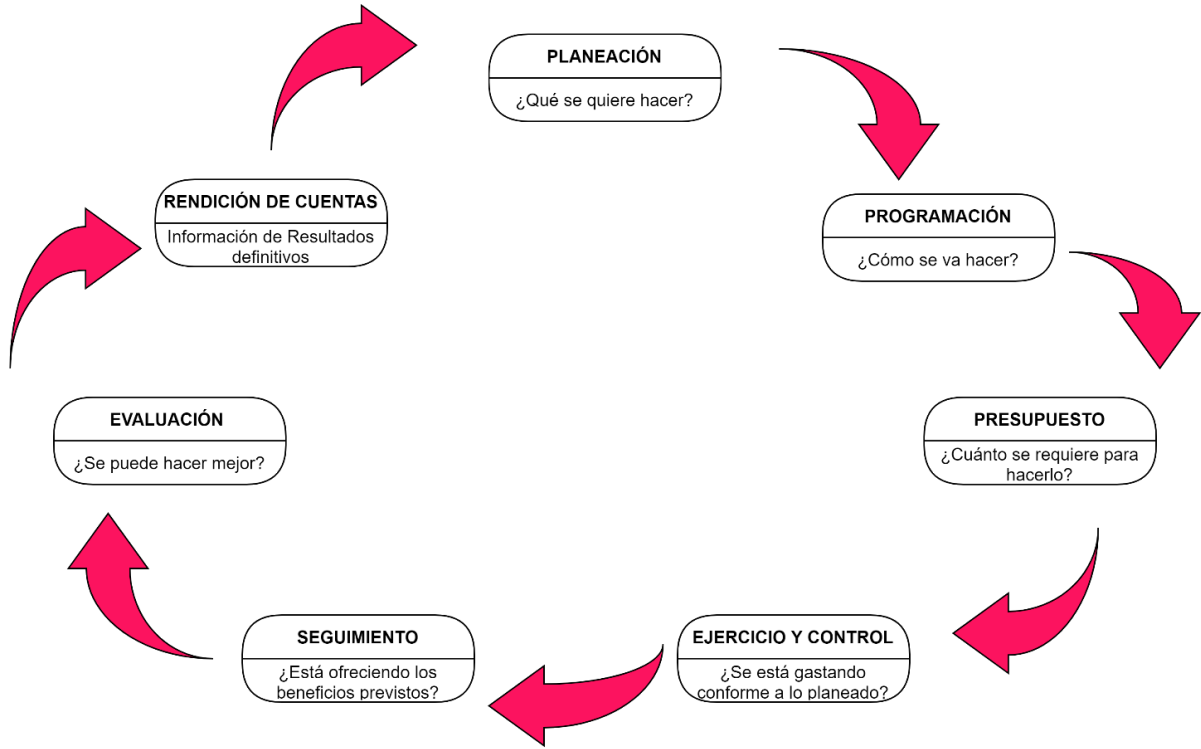 PLANEACIÓN
¿Qué se quiere hacer?
PROGRAMACIÓN
¿Cómo se va hacer?
PRESUPUESTO
¿Cuánto se requiere para
hacerlo?
EJERCICIO Y CONTROL
¿Se está gastando
conforme a lo planeado?
SEGUIMIENTO
¿Está ofreciendo los
beneficios previstos?
EVALUACIÓN
¿Se puede hacer mejor?
RENDICIÓN DE CUENTAS
Información de Resultados
definitivos